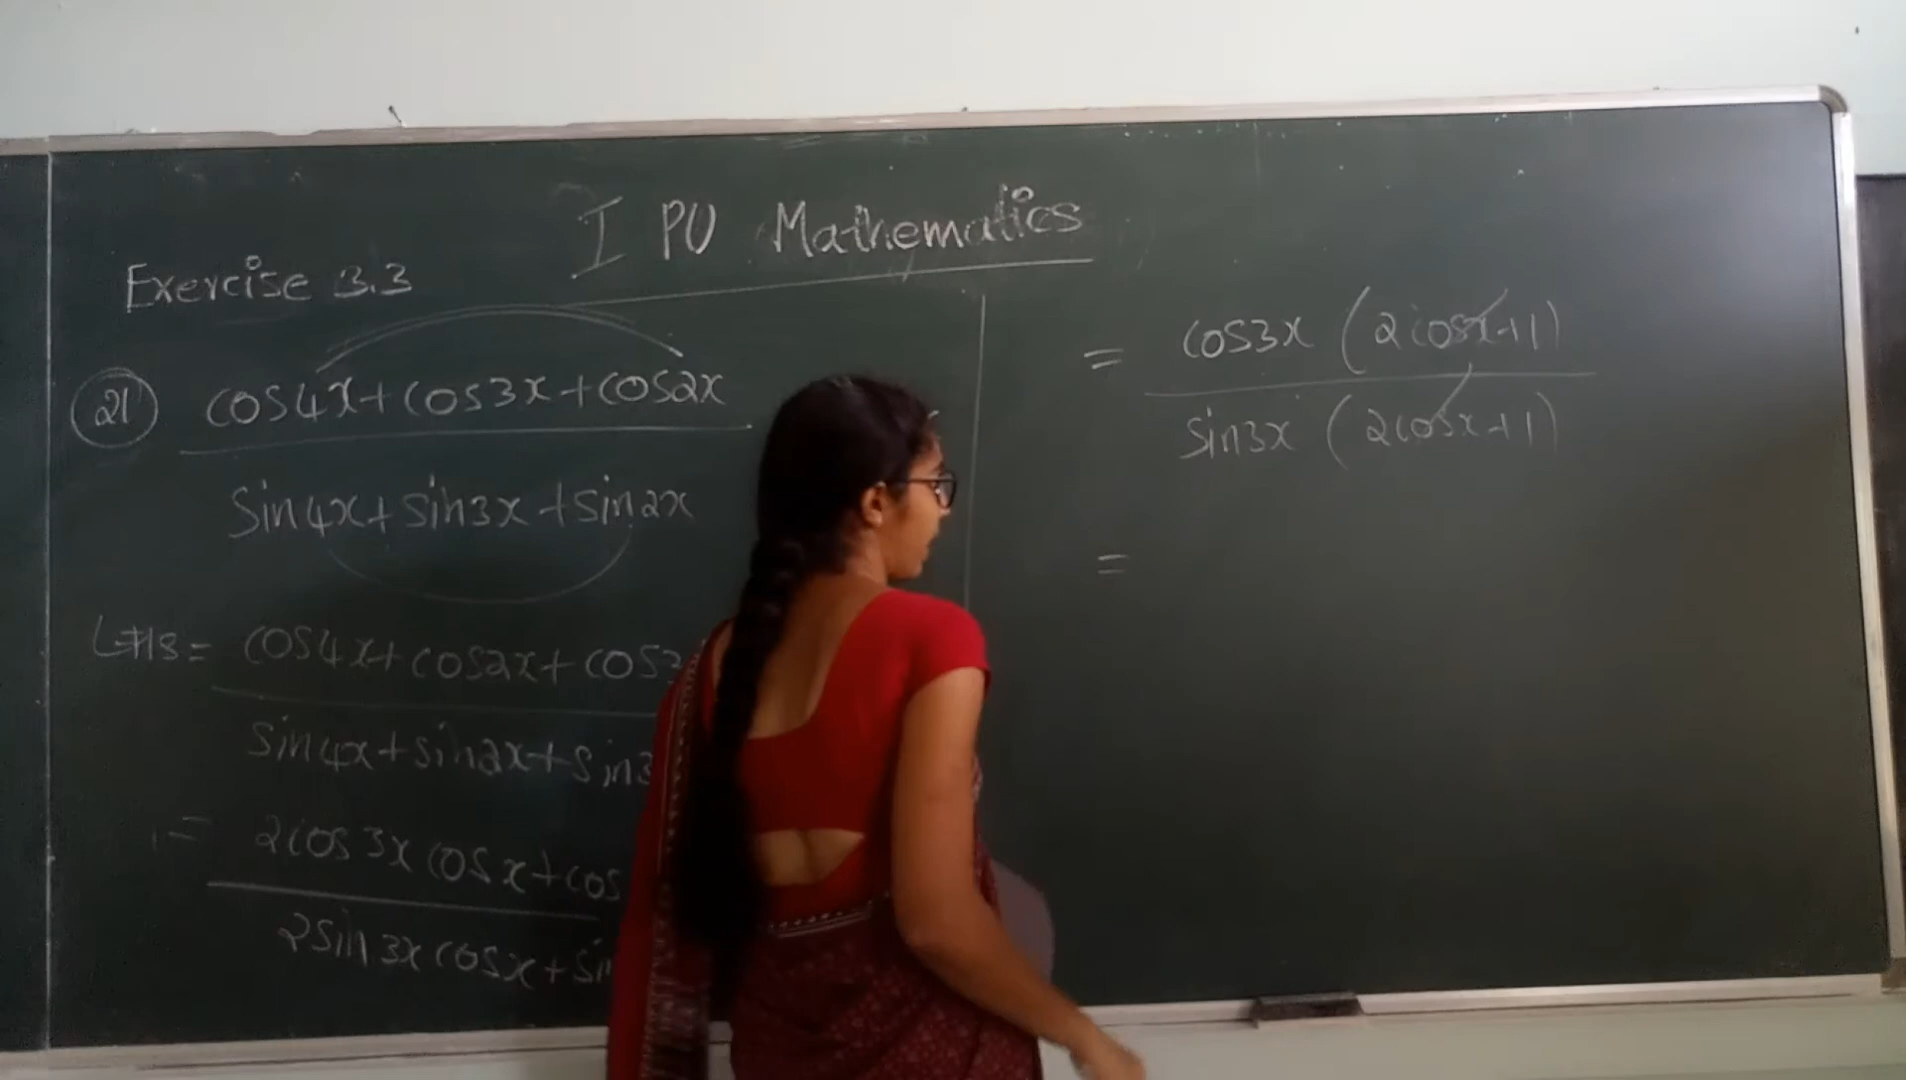 I PU Mathematics
Exercise 3.3
21 cos4x+cos3x+cos2x
sin4x+sin3x+sin2x
LHS = cos4x+cos2x+cos3
sin4x+sin2x+sin3
= 2cos3x cosx+cos
2sin3x cosx+sin
= cos3x (2cosx+1)
sin3x (2cosx+1)
=